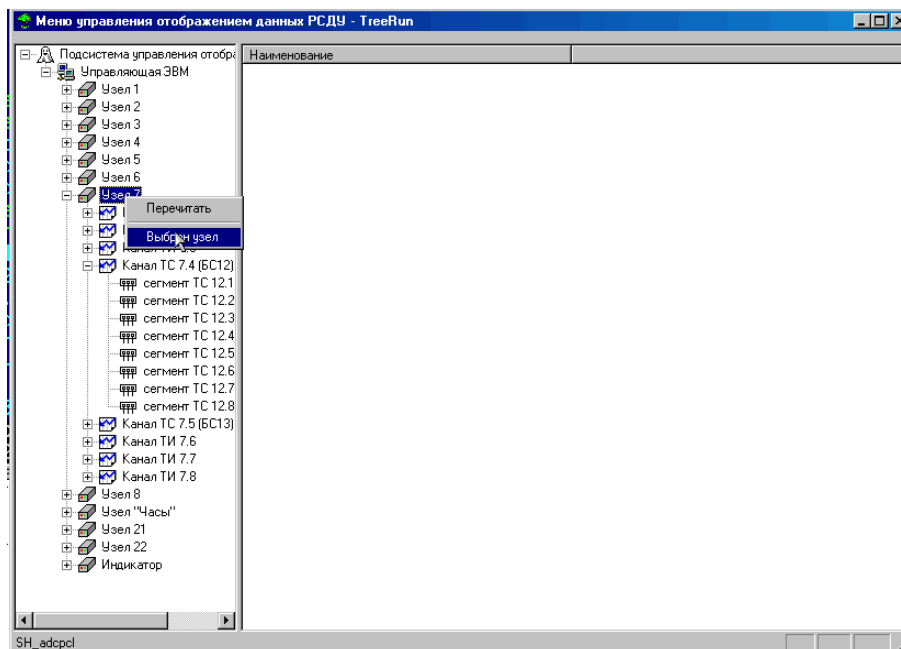 Меню управления отображением данных РСДУ - TreeRun
Подсистема управления отобра
Наименование
Управляющая ЭВМ
Узел 1
Узел 2
Узел 3
Узел 4
Узел 5
Узел 6
Узел 7
Перечитать
Выбран узел
Канал ТС 7.4 (БС12)
сегмент ТС 12.1
сегмент ТС 12.2
сегмент ТС 12.3
сегмент ТС 12.4
сегмент ТС 12.5
сегмент ТС 12.6
сегмент ТС 12.7
сегмент ТС 12.8
Канал ТС 7.5 (БС13)
Канал ТИ 7.6
Канал ТИ 7.7
Канал ТИ 7.8
Узел 8
Узел "Часы"
Узел 21
Узел 22
Индикатор
SH_adcpcl